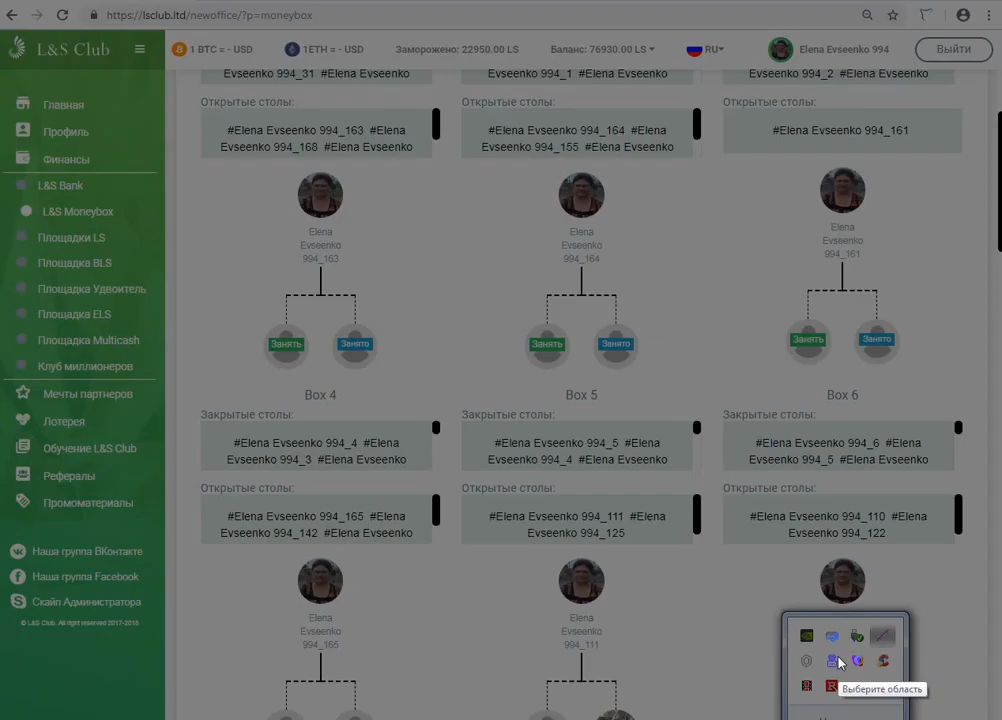 https://lsclub.ltd/newoffice/?p=moneybox
L&S Club
1 BTC = - USD
1ETH = - USD
Заморожено: 22950.00 LS
Баланс: 76930.00 LS
RU
Elena Evseenko 994
Выйти
Главная
Профиль
Финансы
L&S Bank
L&S Moneybox
Площадки LS
Площадка BLS
Площадка Удвоитель
Площадка ELS
Площадка Multicash
Клуб миллионеров
Мечты партнеров
Лотерея
Обучение L&S Club
Рефералы
Промоматериалы
Наша группа ВКонтакте
Наша группа Facebook
Скайп Администратора
© L&S Club. All right reserved 2017-2018
Evseenko 994_31 #Elena Evseenko
Evseenko 994_1 #Elena Evseenko
Evseenko 994_2 #Elena Evseenko
Открытые столы:
Открытые столы:
Открытые столы:
#Elena Evseenko 994_163 #Elena
Evseenko 994_168 #Elena Evseenko
#Elena Evseenko 994_164 #Elena
Evseenko 994_155 #Elena Evseenko
#Elena Evseenko 994_161
Elena
Evseenko
994_163
Elena
Evseenko
994_164
Elena
Evseenko
994_161
Занять
Занято
Занять
Занято
Занять
Занято
Box 4
Box 5
Box 6
Закрытые столы:
Закрытые столы:
Закрытые столы:
#Elena Evseenko 994_4 #Elena
Evseenko 994_3 #Elena Evseenko
#Elena Evseenko 994_5 #Elena
Evseenko 994_4 #Elena Evseenko
#Elena Evseenko 994_6 #Elena
Evseenko 994_5 #Elena Evseenko
Открытые столы:
Открытые столы:
Открытые столы:
#Elena Evseenko 994_165 #Elena
Evseenko 994_142 #Elena Evseenko
#Elena Evseenko 994_111 #Elena
Evseenko 994_125
#Elena Evseenko 994_110 #Elena
Evseenko 994_122
Elena
Evseenko
994_165
Elena
Evseenko
994_111
Выберите область